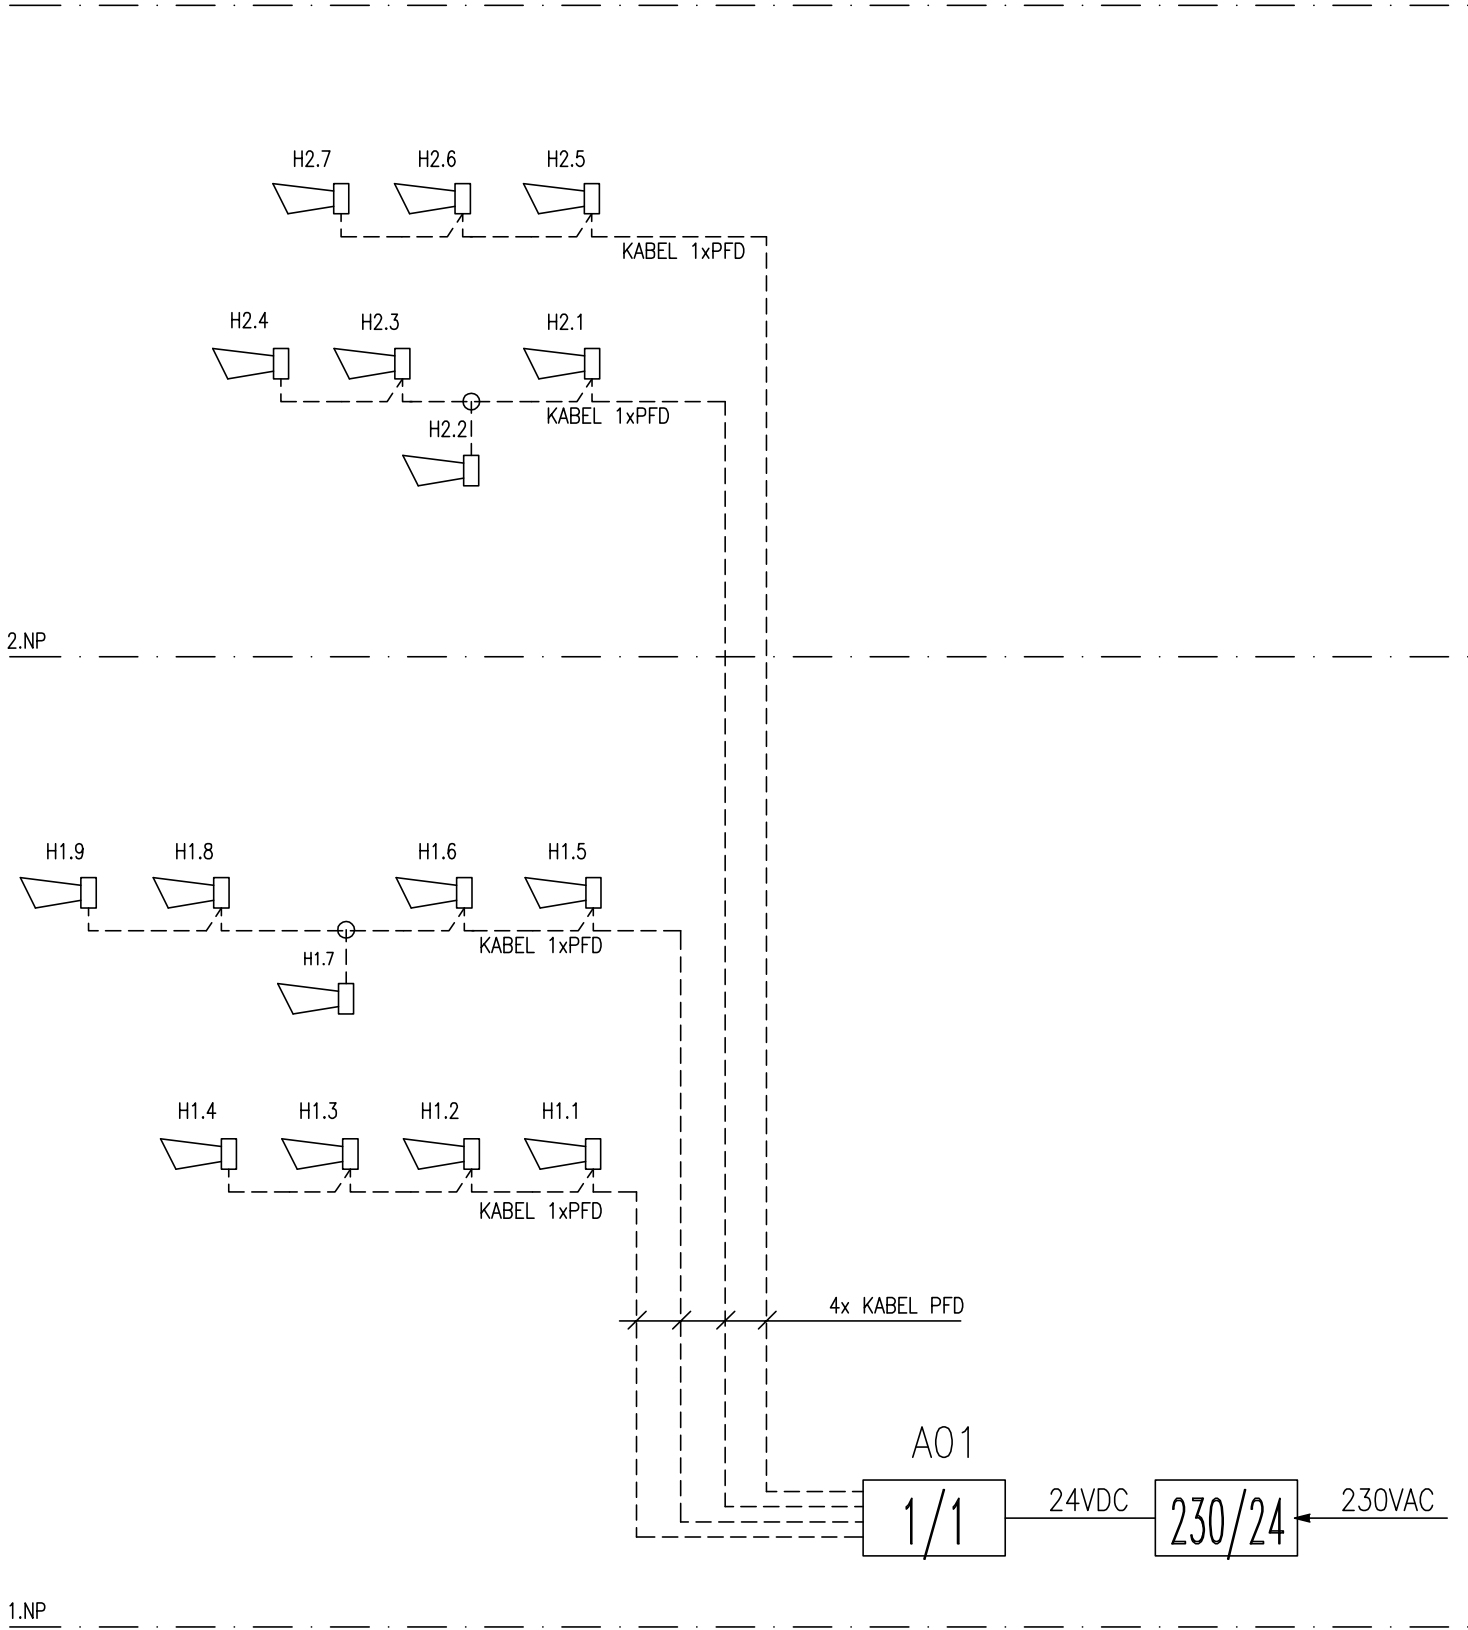 H2.7 H2.6 H2.5
KABEL 1xPFD
H2.4 H2.3 H2.1
KABEL 1xPFD
H2.2
2.NP
H1.9 H1.8 H1.6 H1.5
KABEL 1xPFD
H1.7
H1.4 H1.3 H1.2 H1.1
KABEL 1xPFD
4x KABEL PFD
A01
24VDC 230VAC
1/1 230/24
1.NP